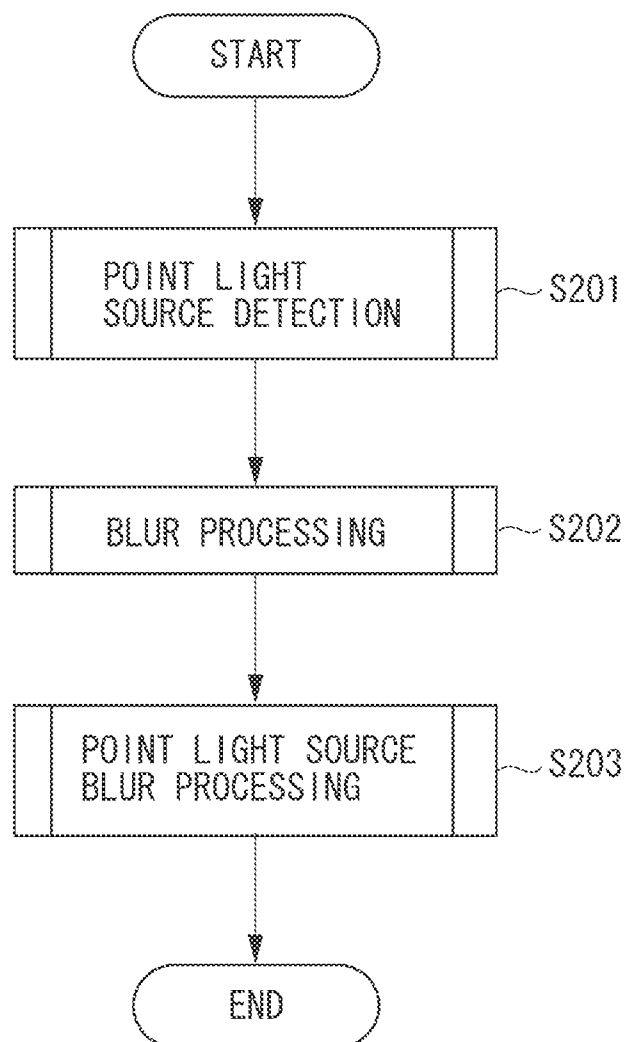 START
POINT LIGHT
SOURCE DETECTION
S201
BLUR PROCESSING
S202
POINT LIGHT SOURCE
BLUR PROCESSING
S203
END